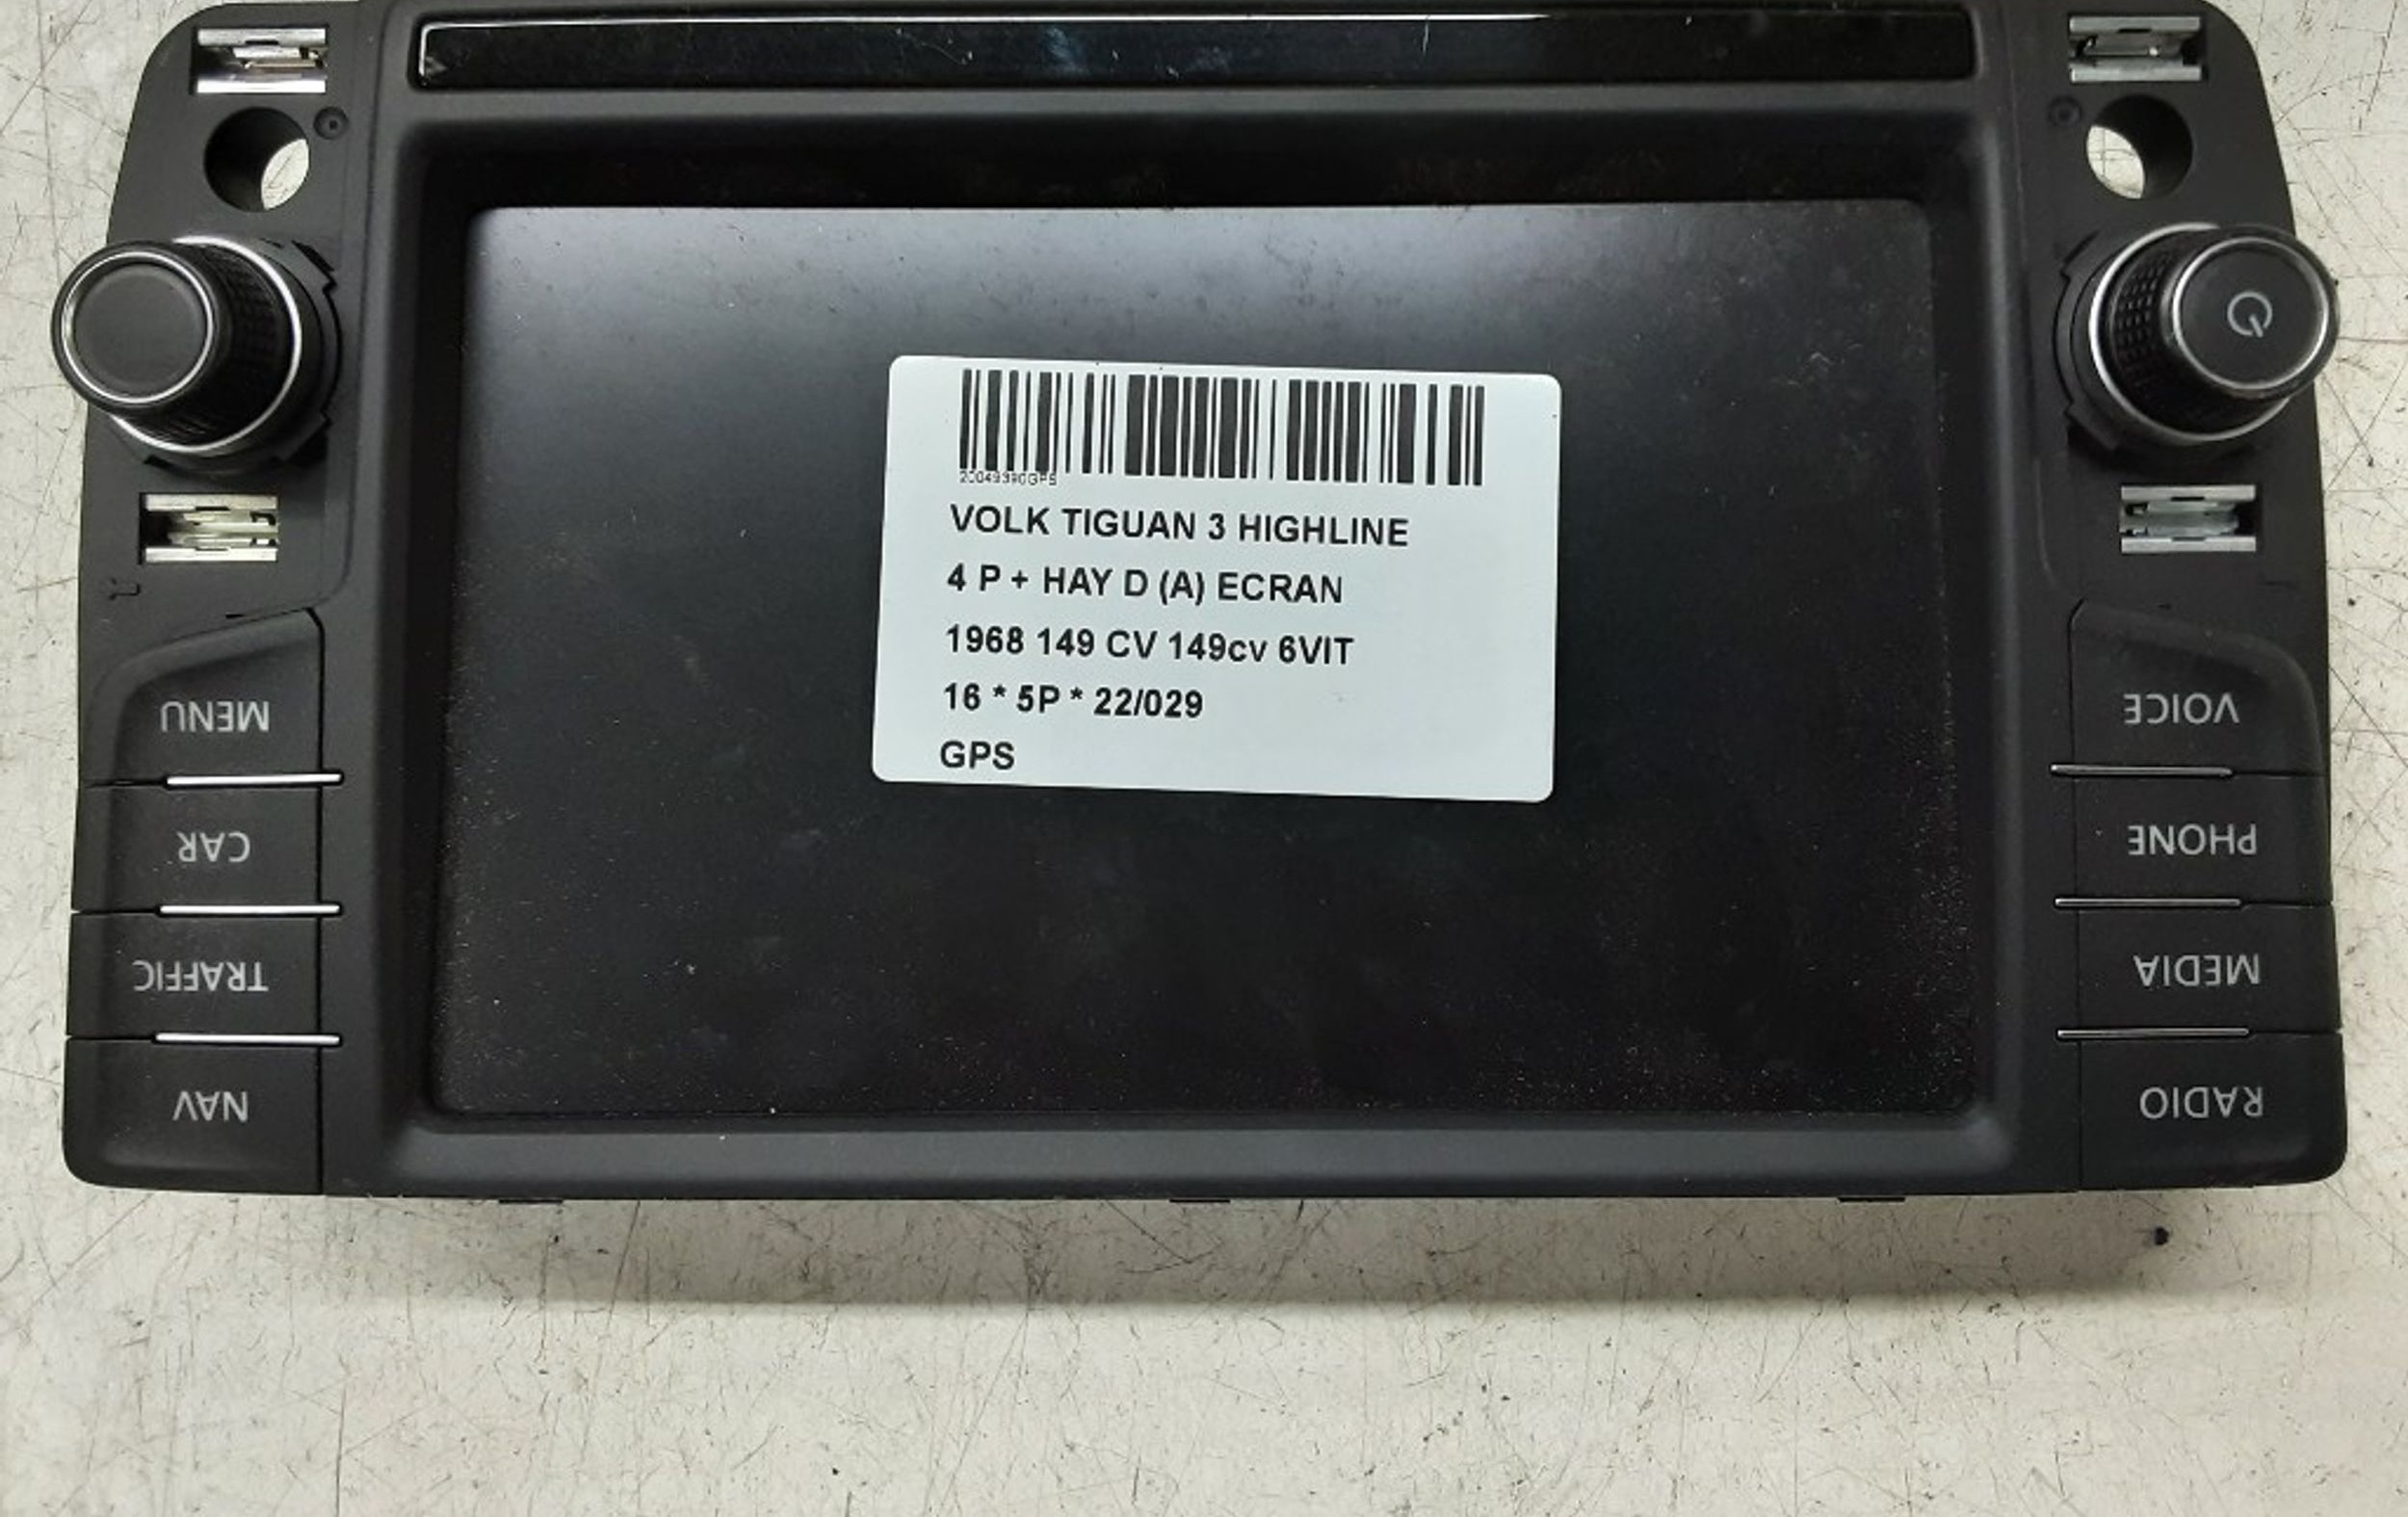 20049390GPS
VOLK TIGUAN 3 HIGHLINE
4 P + HAY D (A) ECRAN
1968 149 CV 149cv 6VIT
16 * 5P * 22/029
GPS
MENU
CAR
TRAFFIC
NAV
VOICE
PHONE
MEDIA
RADIO